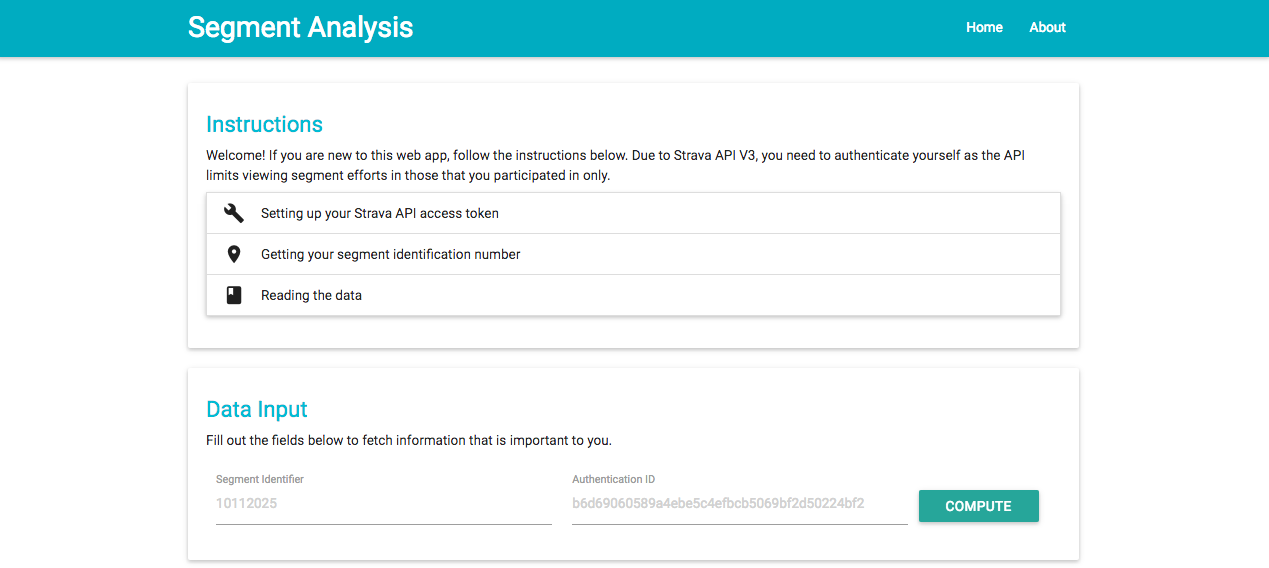 Segment Analysis
Home
About
Instructions
Welcome! If you are new to this web app, follow the instructions below. Due to Strava API V3, you need to authenticate yourself as the API
limits viewing segment efforts in those that you participated in only.
Setting up your Strava API access token
Getting your segment identification number
Reading the data
Data Input
Fill out the fields below to fetch information that is important to you.
Segment Identifier
Authentication ID
10112025
b6d69060589a4ebe5c4efbcb5069bf2d50224bf2
COMPUTE